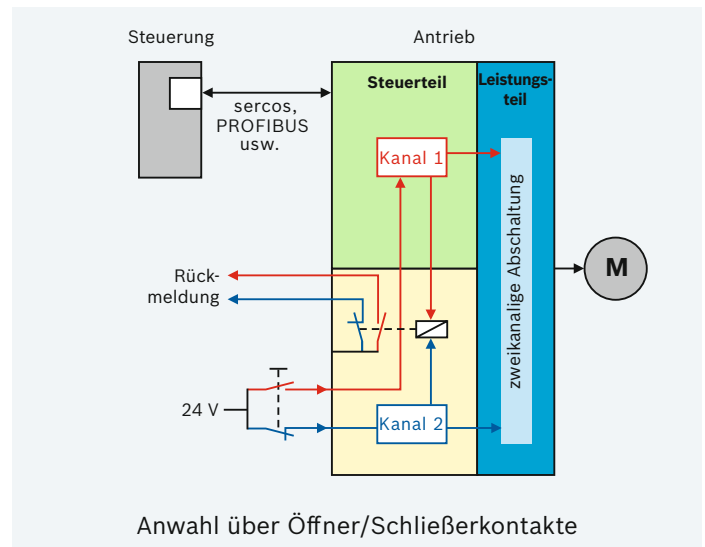 Steuerung
Antrieb
Steuerteil
Leistungs-
teil
sercos,
PROFIBUS
usw.
Kanal 1
zweikanalige Abschaltung
M
Rück-
meldung
24 V
Kanal 2
Anwahl über Öffner/Schließerkontakte